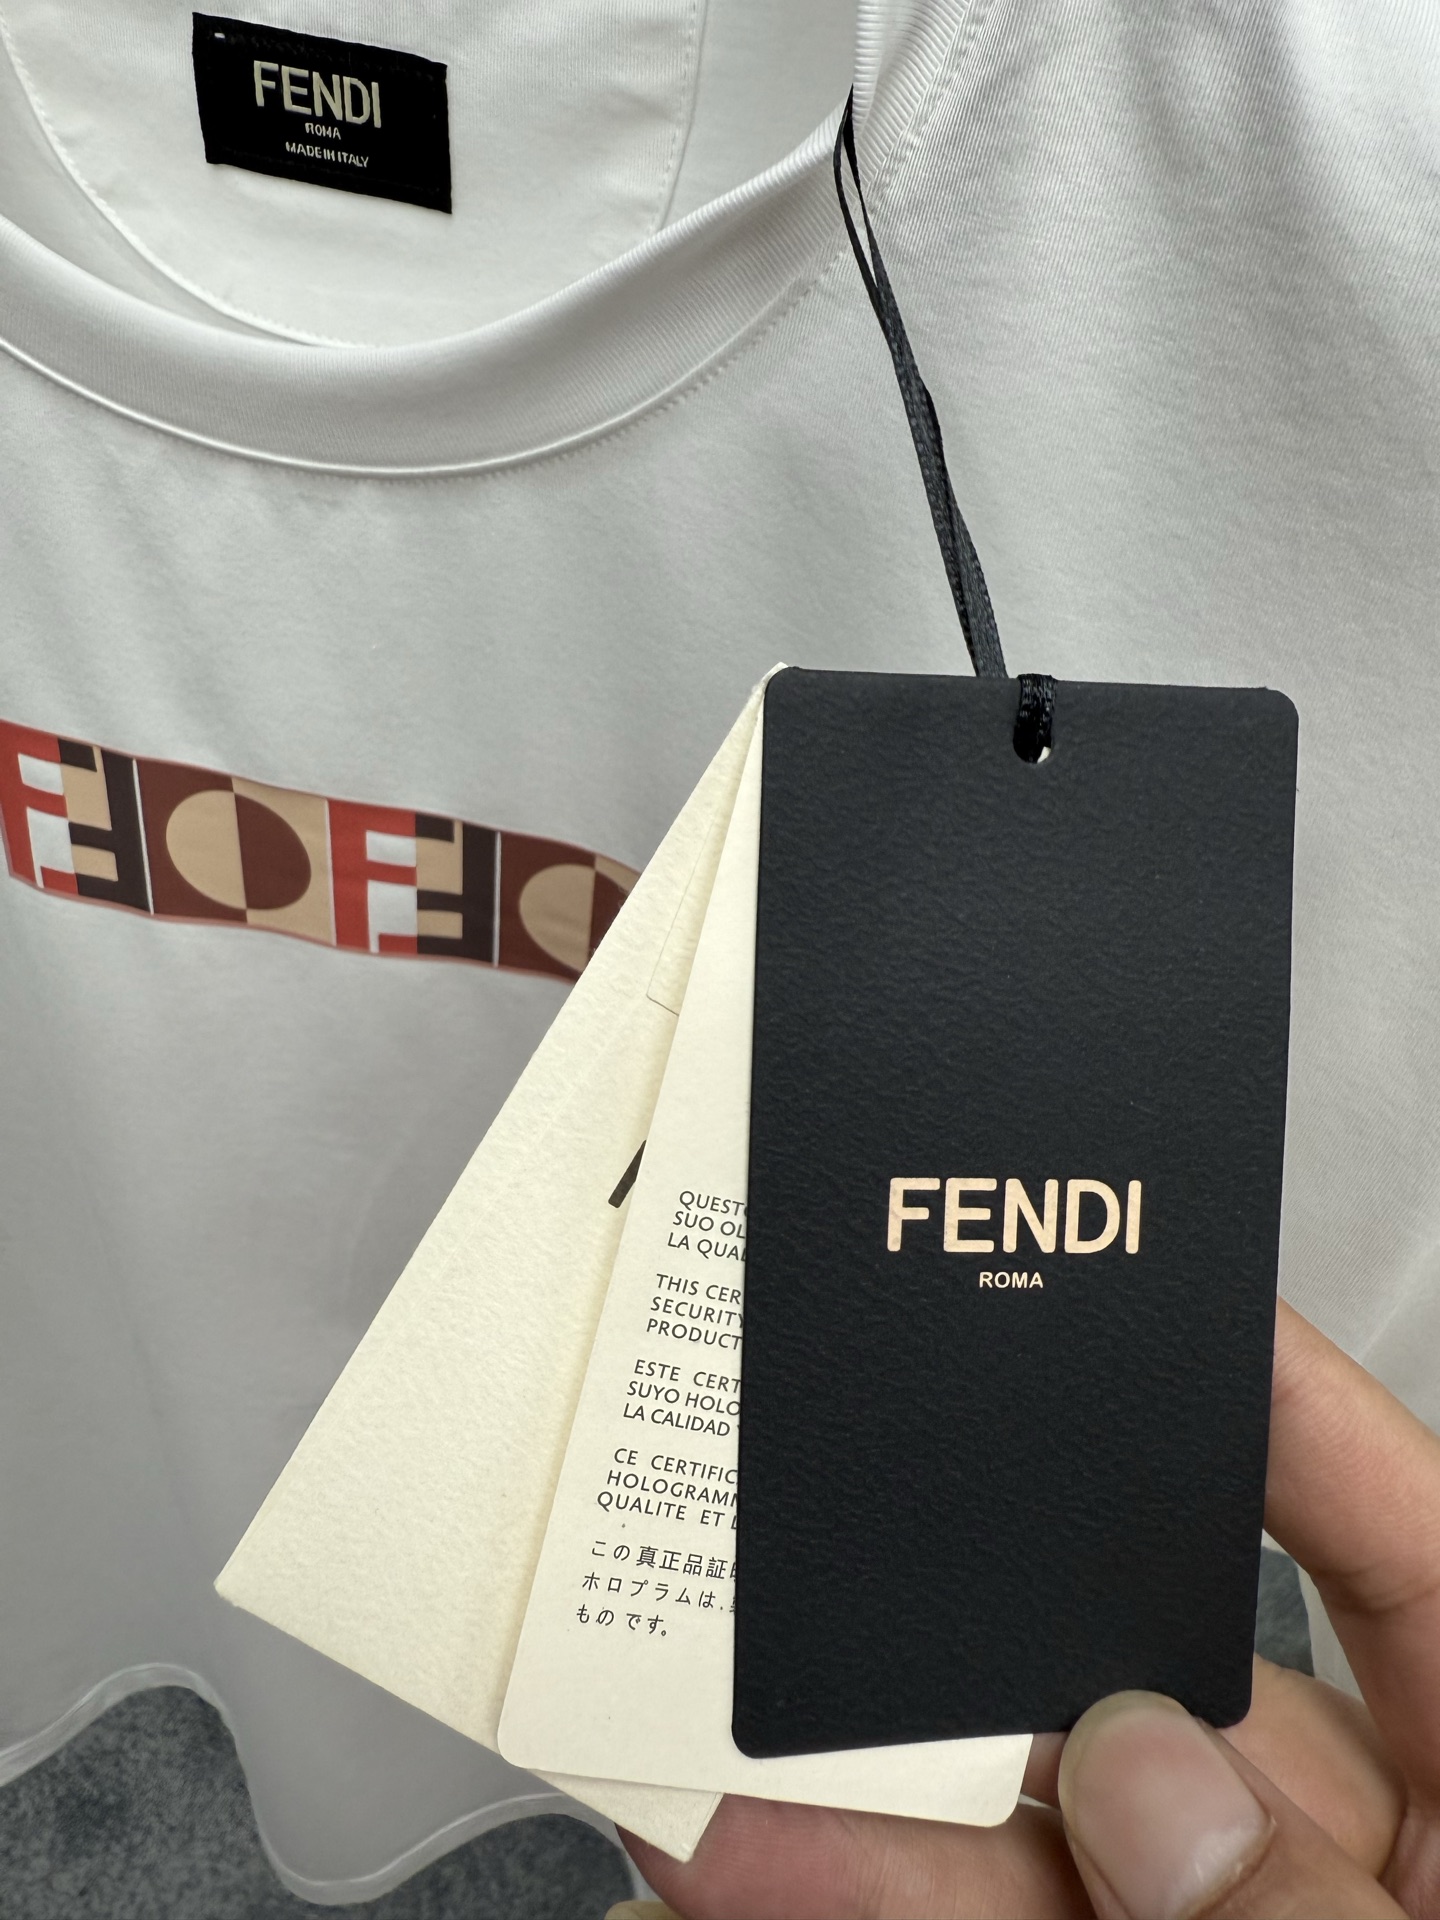 FENDI
ROMA
MADE IN ITALY
FENDI
ROMA
QUESTO
SUO OL
LA QUAL
THIS CER
SECURITY
PRODUCT
ESTE CERT
SUYO HOLO
LA CALIDAD
CE CERTIFIC
HOLOGRAMM
QUALITE ET L
この真正品証
ホログラムは、
ものです。